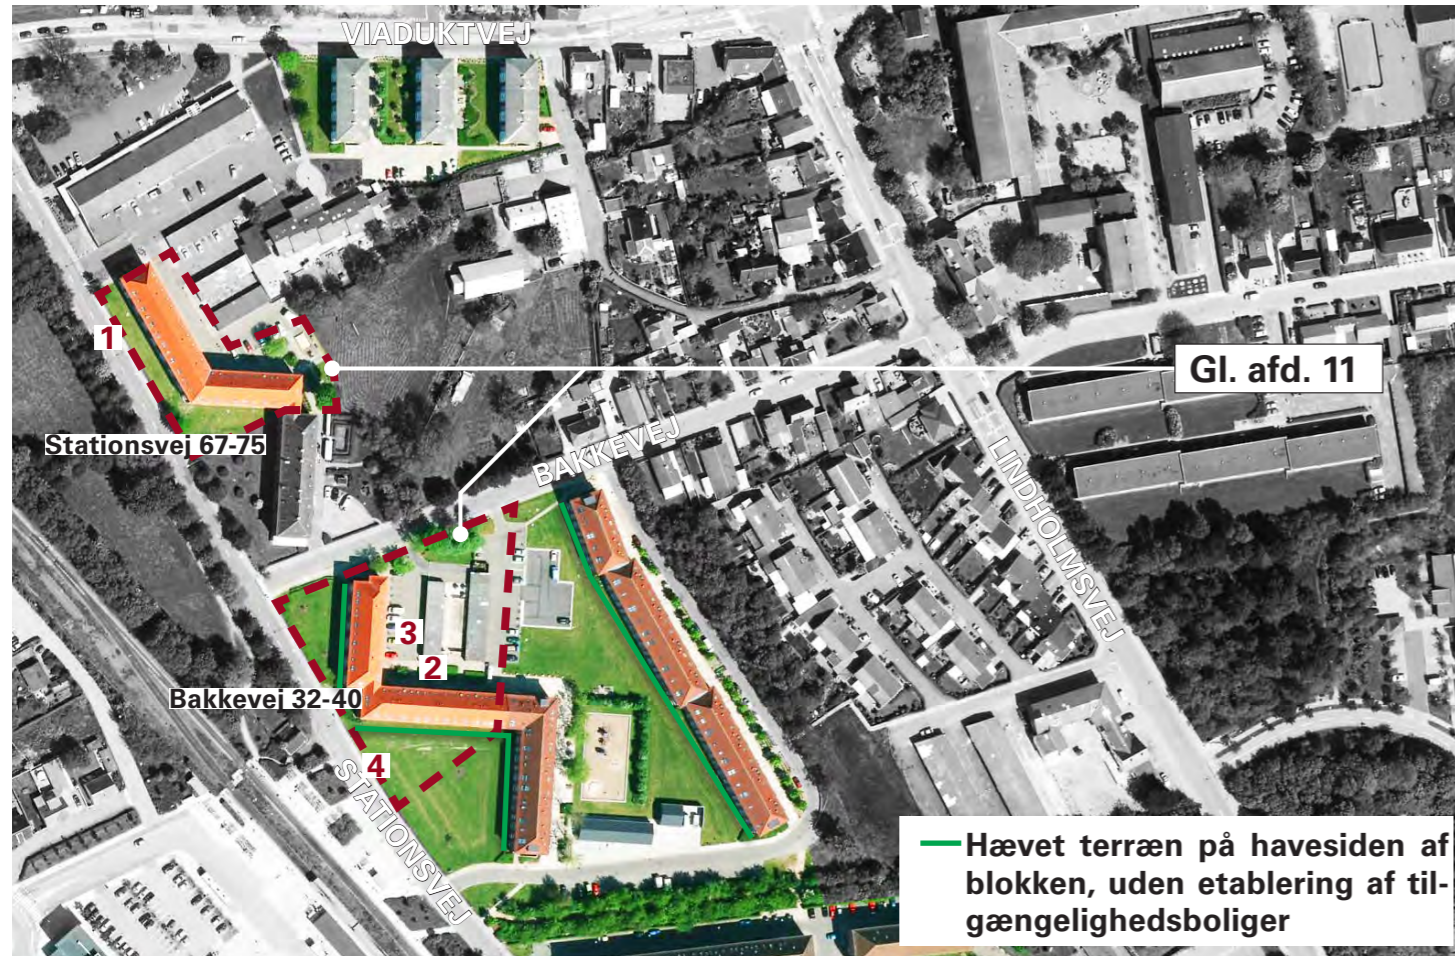 VIADUKTVEJ
1
Gl. afd. 11
Stationsvej 67-75
BAKKEVEJ
LINDHOLMSVEJ
3
2
Bakkevej 32-40
4
STATIONSVEJ
Hævet terræn på havesiden af
blokken, uden etablering af til-
gængelighedsboliger